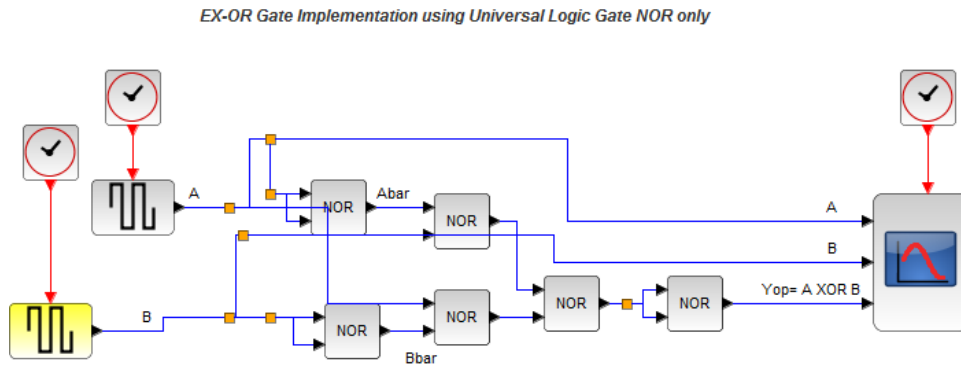 EX-OR Gate Implementation using Universal Logic Gate NOR only
A
NOR
Abar
NOR
A
B
B
NOR
Bbar
NOR
NOR
NOR
Yop= A XOR B